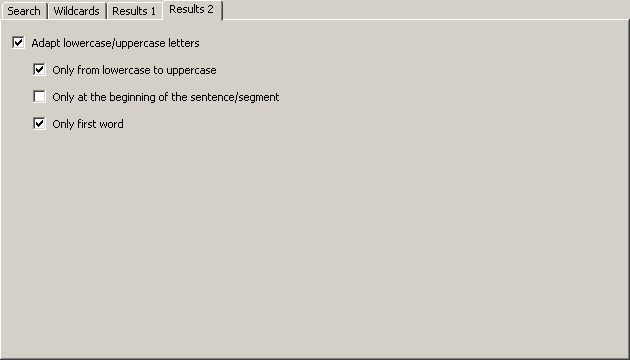 Search Wildcards Results 1 Results 2
Adapt lowercase/uppercase letters
Only from lowercase to uppercase
Only at the beginning of the sentence/segment
Only first word